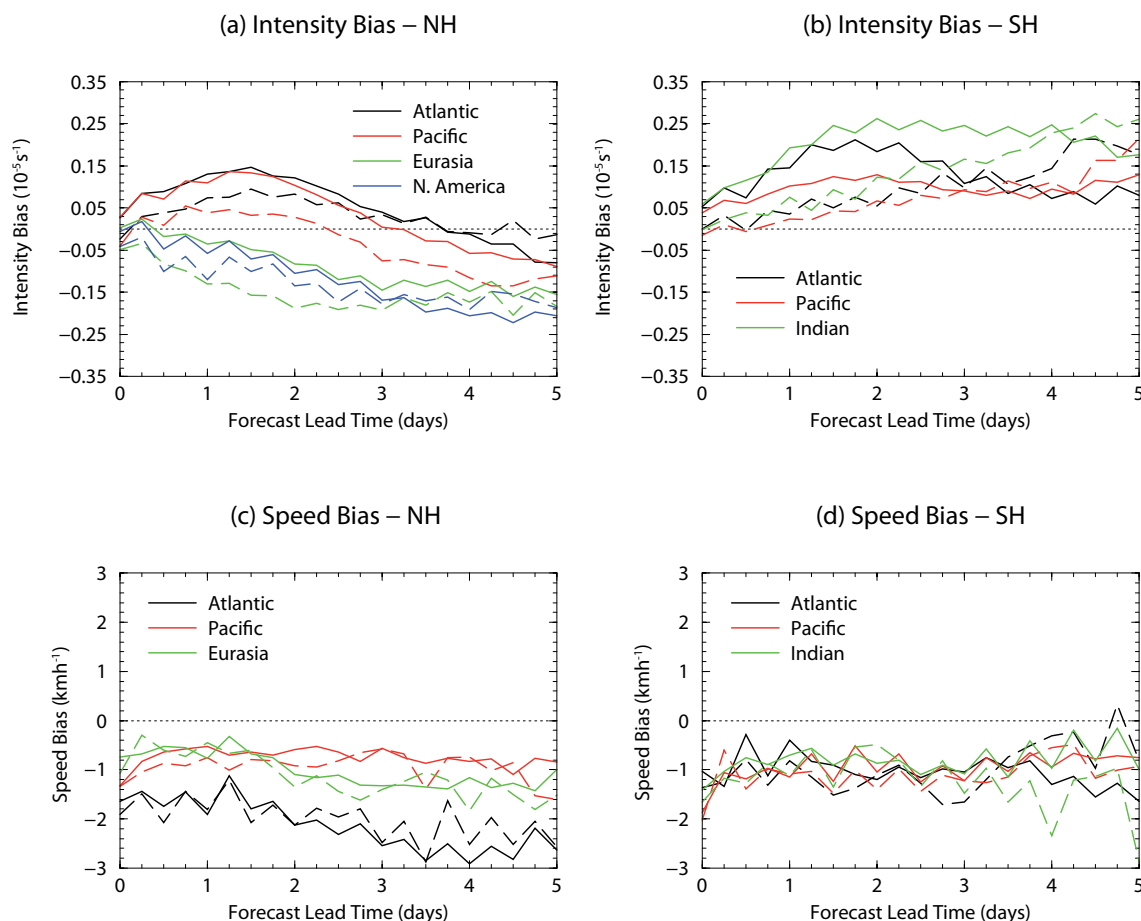 (a) Intensity Bias – NH
0.35
0.25
0.15
0.05
−0.05
−0.15
−0.25
−0.35
Intensity Bias (10⁻⁵s⁻¹)
Atlantic
Pacific
Eurasia
N. America
0 1 2 3 4 5
Forecast Lead Time (days)
(b) Intensity Bias – SH
0.35
0.25
0.15
0.05
−0.05
−0.15
−0.25
−0.35
Intensity Bias (10⁻⁵s⁻¹)
Atlantic
Pacific
Indian
0 1 2 3 4 5
Forecast Lead Time (days)
(c) Speed Bias – NH
3
2
1
0
−1
−2
−3
Speed Bias (kmh⁻¹)
Atlantic
Pacific
Eurasia
0 1 2 3 4 5
Forecast Lead Time (days)
(d) Speed Bias – SH
3
2
1
0
−1
−2
−3
Speed Bias (kmh⁻¹)
Atlantic
Pacific
Indian
0 1 2 3 4 5
Forecast Lead Time (days)